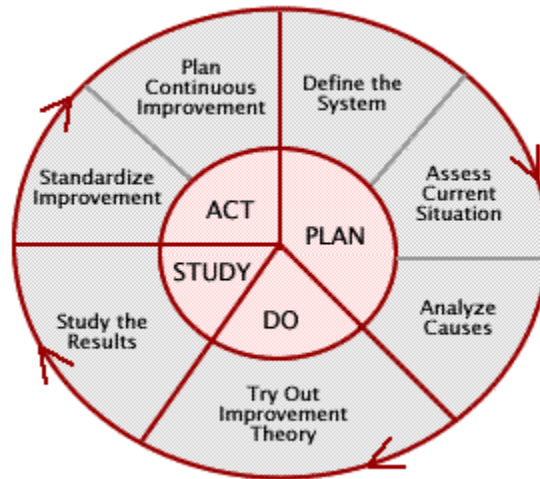 Plan
Continuous
Improvement
Define the
System
Assess
Current
Situation
Analyze
Causes
Try Out
Improvement
Theory
Study the
Results
Standardize
Improvement
ACT
PLAN
DO
STUDY